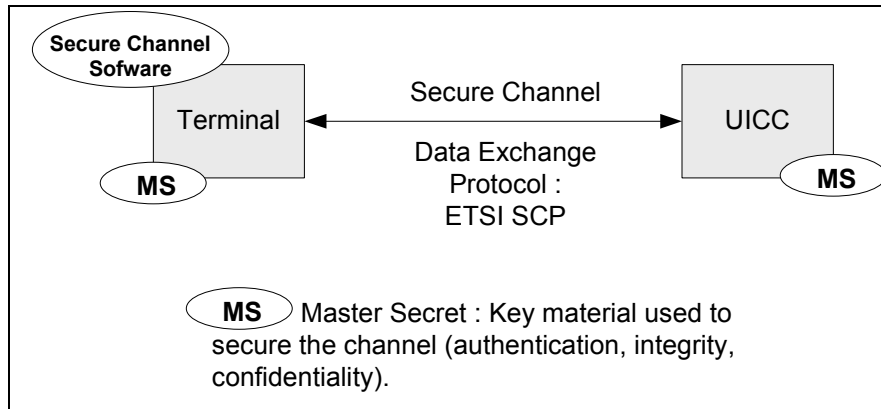 Secure Channel
Sofware
Terminal
MS
Secure Channel
Data Exchange
Protocol :
ETSI SCP
UICC
MS
MS Master Secret : Key material used to
secure the channel (authentication, integrity,
confidentiality).